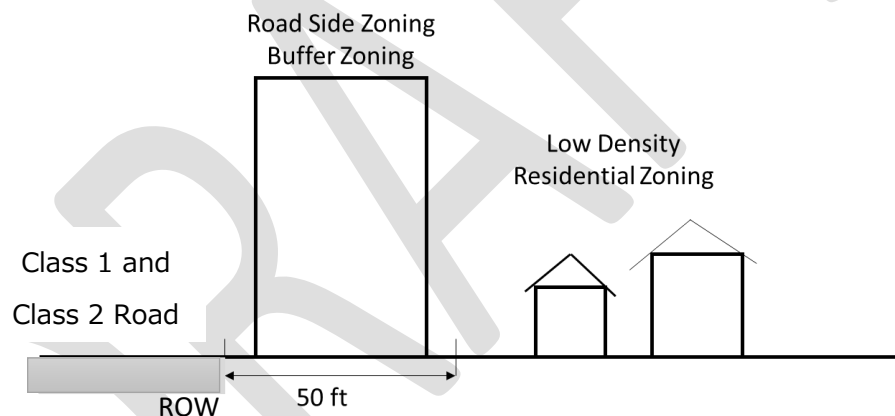 Road Side Zoning
Buffer Zoning
Low Density
Residential Zoning
Class 1 and
Class 2 Road
ROW
50 ft